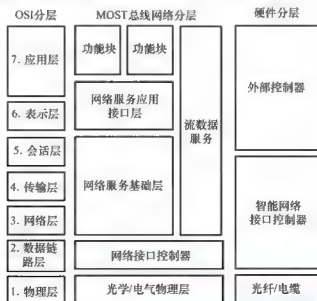 OSI分层
MOST总线网络分层
硬件分层
7. 应用层
功能块
功能块
流数据
服务
外部控制器
6. 表示层
网络服务应用
接口层
5. 会话层
网络服务基础层
4. 传输层
智能网络
接口控制器
3. 网络层
2. 数据链
路层
网络接口控制器
1. 物理层
光学/电气物理层
光纤/电缆